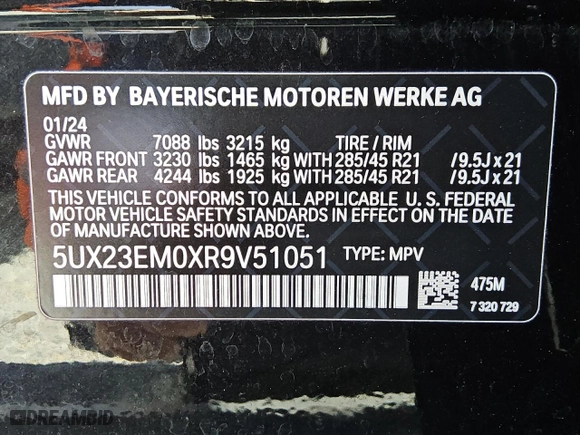 MFD BY BAYERISCHE MOTOREN WERKE AG
01/24
GVWR 7088 lbs 3215 kg TIRE / RIM
GAWR FRONT 3230 lbs 1465 kg WITH 285/45 R21 /9.5J x 21
GAWR REAR 4244 lbs 1925 kg WITH 285/45 R21 /9.5J x 21
THIS VEHICLE CONFORMS TO ALL APPLICABLE U. S. FEDERAL
MOTOR VEHICLE SAFETY STANDARDS IN EFFECT ON THE DATE OF
MANUFACTURE SHOWN ABOVE.
5UX23EM0XR9V51051 TYPE: MPV
475M
7 320 729
DREAMBID